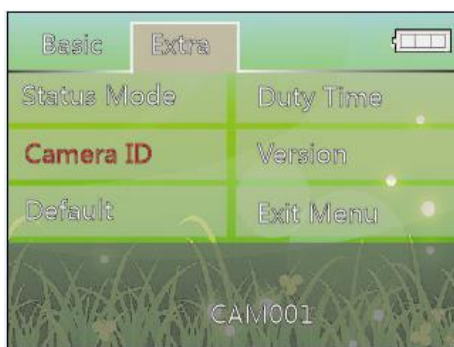 Basic Extra
Status Mode Duty Time
Camera ID Version
Default Exit Menu
CAM001